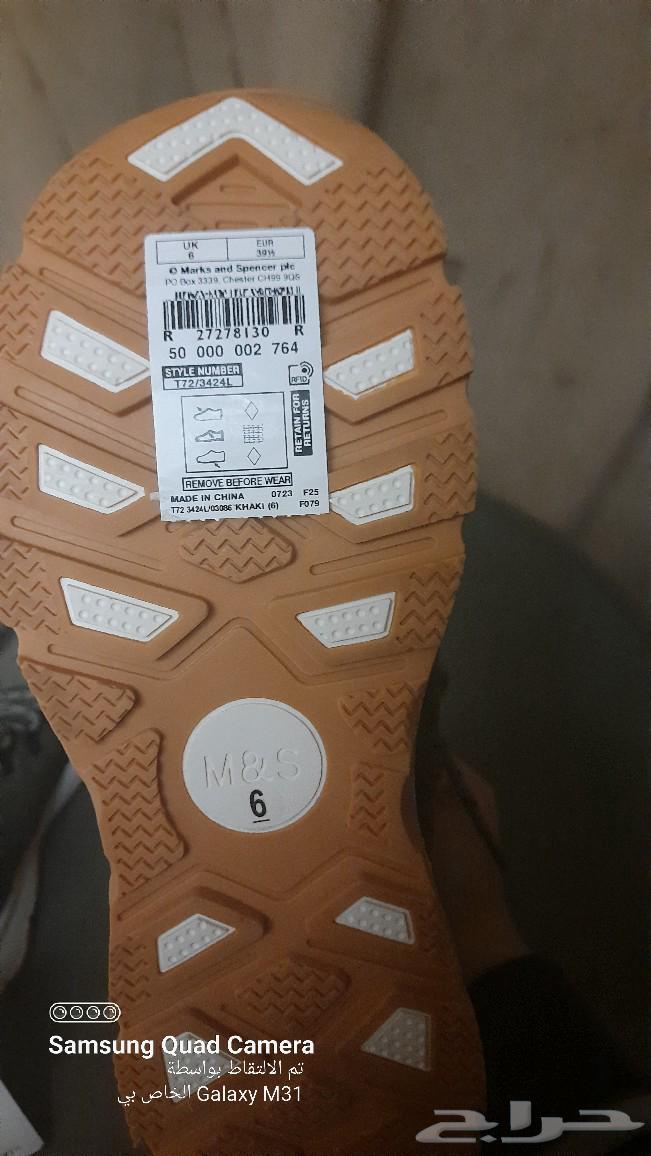 UK EUR
6 39½
© Marks and Spencer plc
PO Box 3339, Chester CH99 9QS
R 27278130 R
50 000 002 764
STYLE NUMBER
T72/3424L
RFID
RETAIN FOR
RETURNS
REMOVE BEFORE WEAR
MADE IN CHINA 0723 F25
T72 3424L/03086 KHAKI (6) F079
M&S
6
Samsung Quad Camera
تم الالتقاط بواسطة
Galaxy M31 الخاص بي
حراج